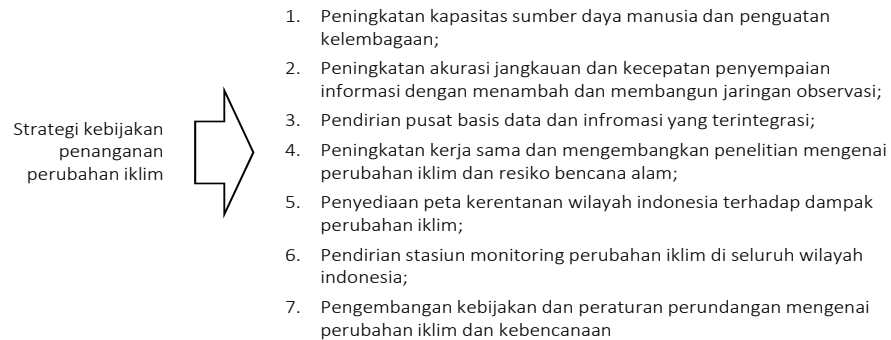 Strategi kebijakan
penanganan
perubahan iklim
1. Peningkatan kapasitas sumber daya manusia dan penguatan
kelembagaan;
2. Peningkatan akurasi jangkauan dan kecepatan penyempaian
informasi dengan menambah dan membangun jaringan observasi;
3. Pendirian pusat basis data dan infromasi yang terintegrasi;
4. Peningkatan kerja sama dan mengembangkan penelitian mengenai
perubahan iklim dan resiko bencana alam;
5. Penyediaan peta kerentanan wilayah indonesia terhadap dampak
perubahan iklim;
6. Pendirian stasiun monitoring perubahan iklim di seluruh wilayah
indonesia;
7. Pengembangan kebijakan dan peraturan perundangan mengenai
perubahan iklim dan kebencanaan